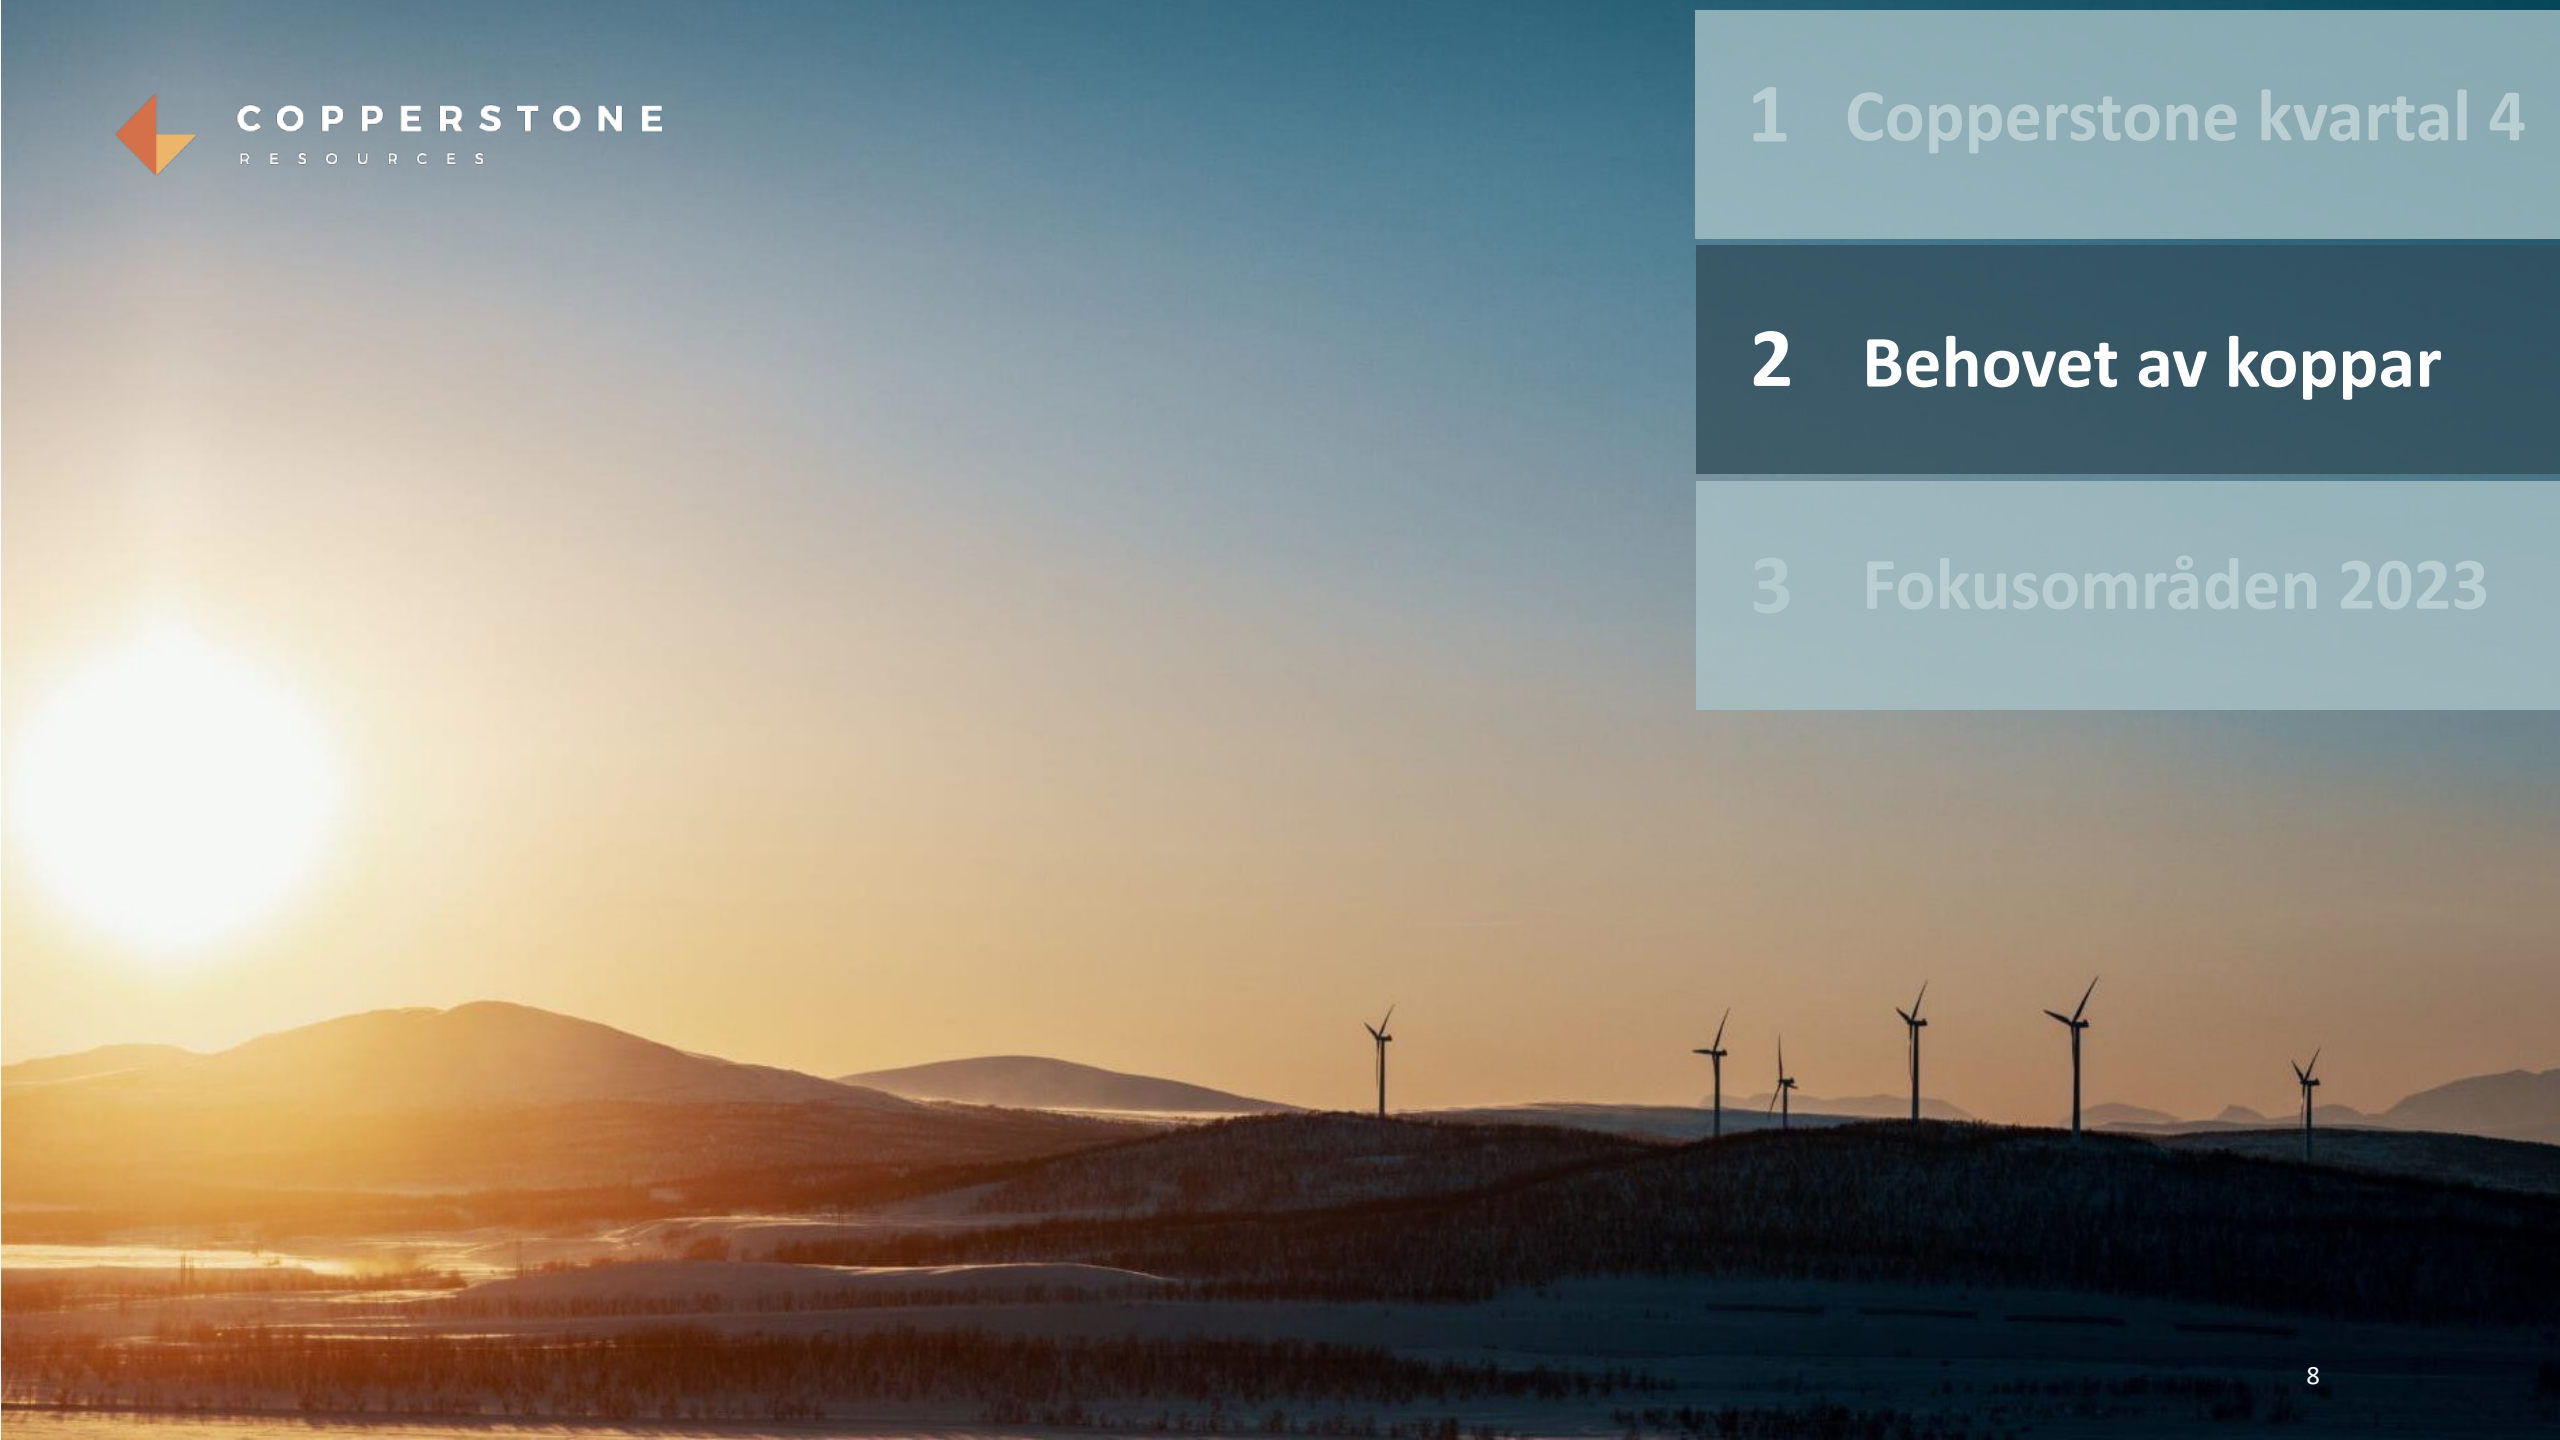 COPPERSTONE
RESOURCES
1 Copperstone kvartal 4
2 Behovet av koppar
3 Fokusområden 2023
8